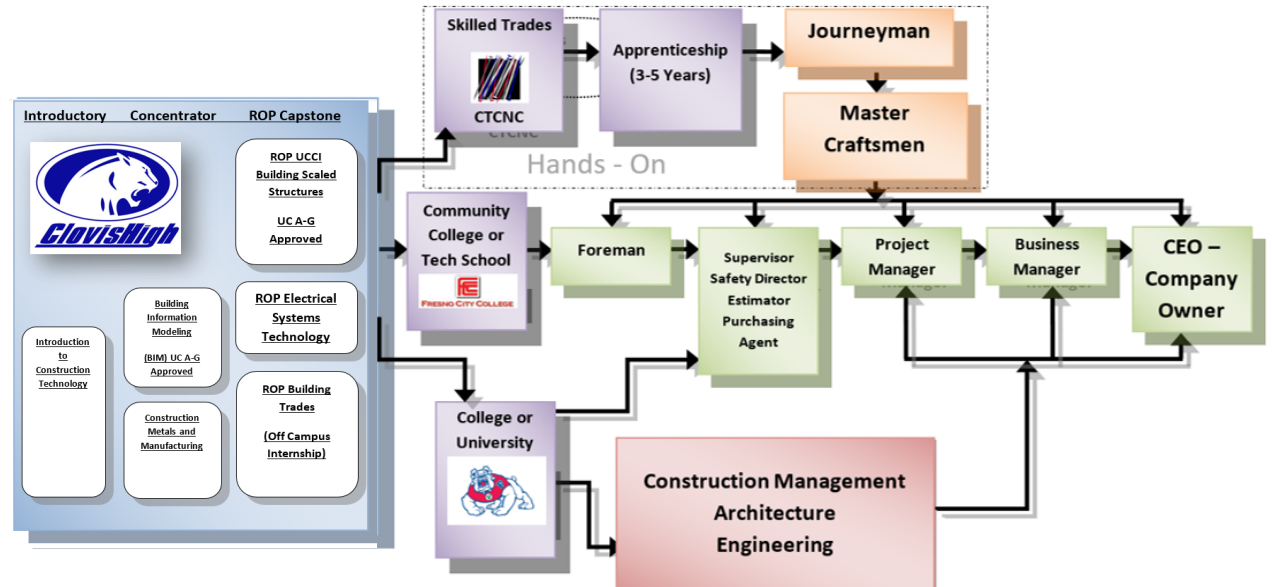 Introductory
Concentrator
ROP Capstone
ClovisHigh
Introduction
to
Construction
Technology
Building
Information
Modeling
(BIM) UC A-G
Approved
Construction
Metals and
Manufacturing
ROP UCCI
Building Scaled
Structures
UC A-G
Approved
ROP Electrical
Systems
Technology
ROP Building
Trades
(Off Campus
Internship)
Skilled Trades
CTCNC
CTCNC
Apprenticeship
(3-5 Years)
Journeyman
Master
Craftsmen
Hands - On
Community
College or
Tech School
FRESNO CITY COLLEGE
Foreman
Supervisor
Safety Director
Estimator
Purchasing
Agent
Project
Manager
Business
Manager
CEO –
Company
Owner
College or
University
Construction Management
Architecture
Engineering